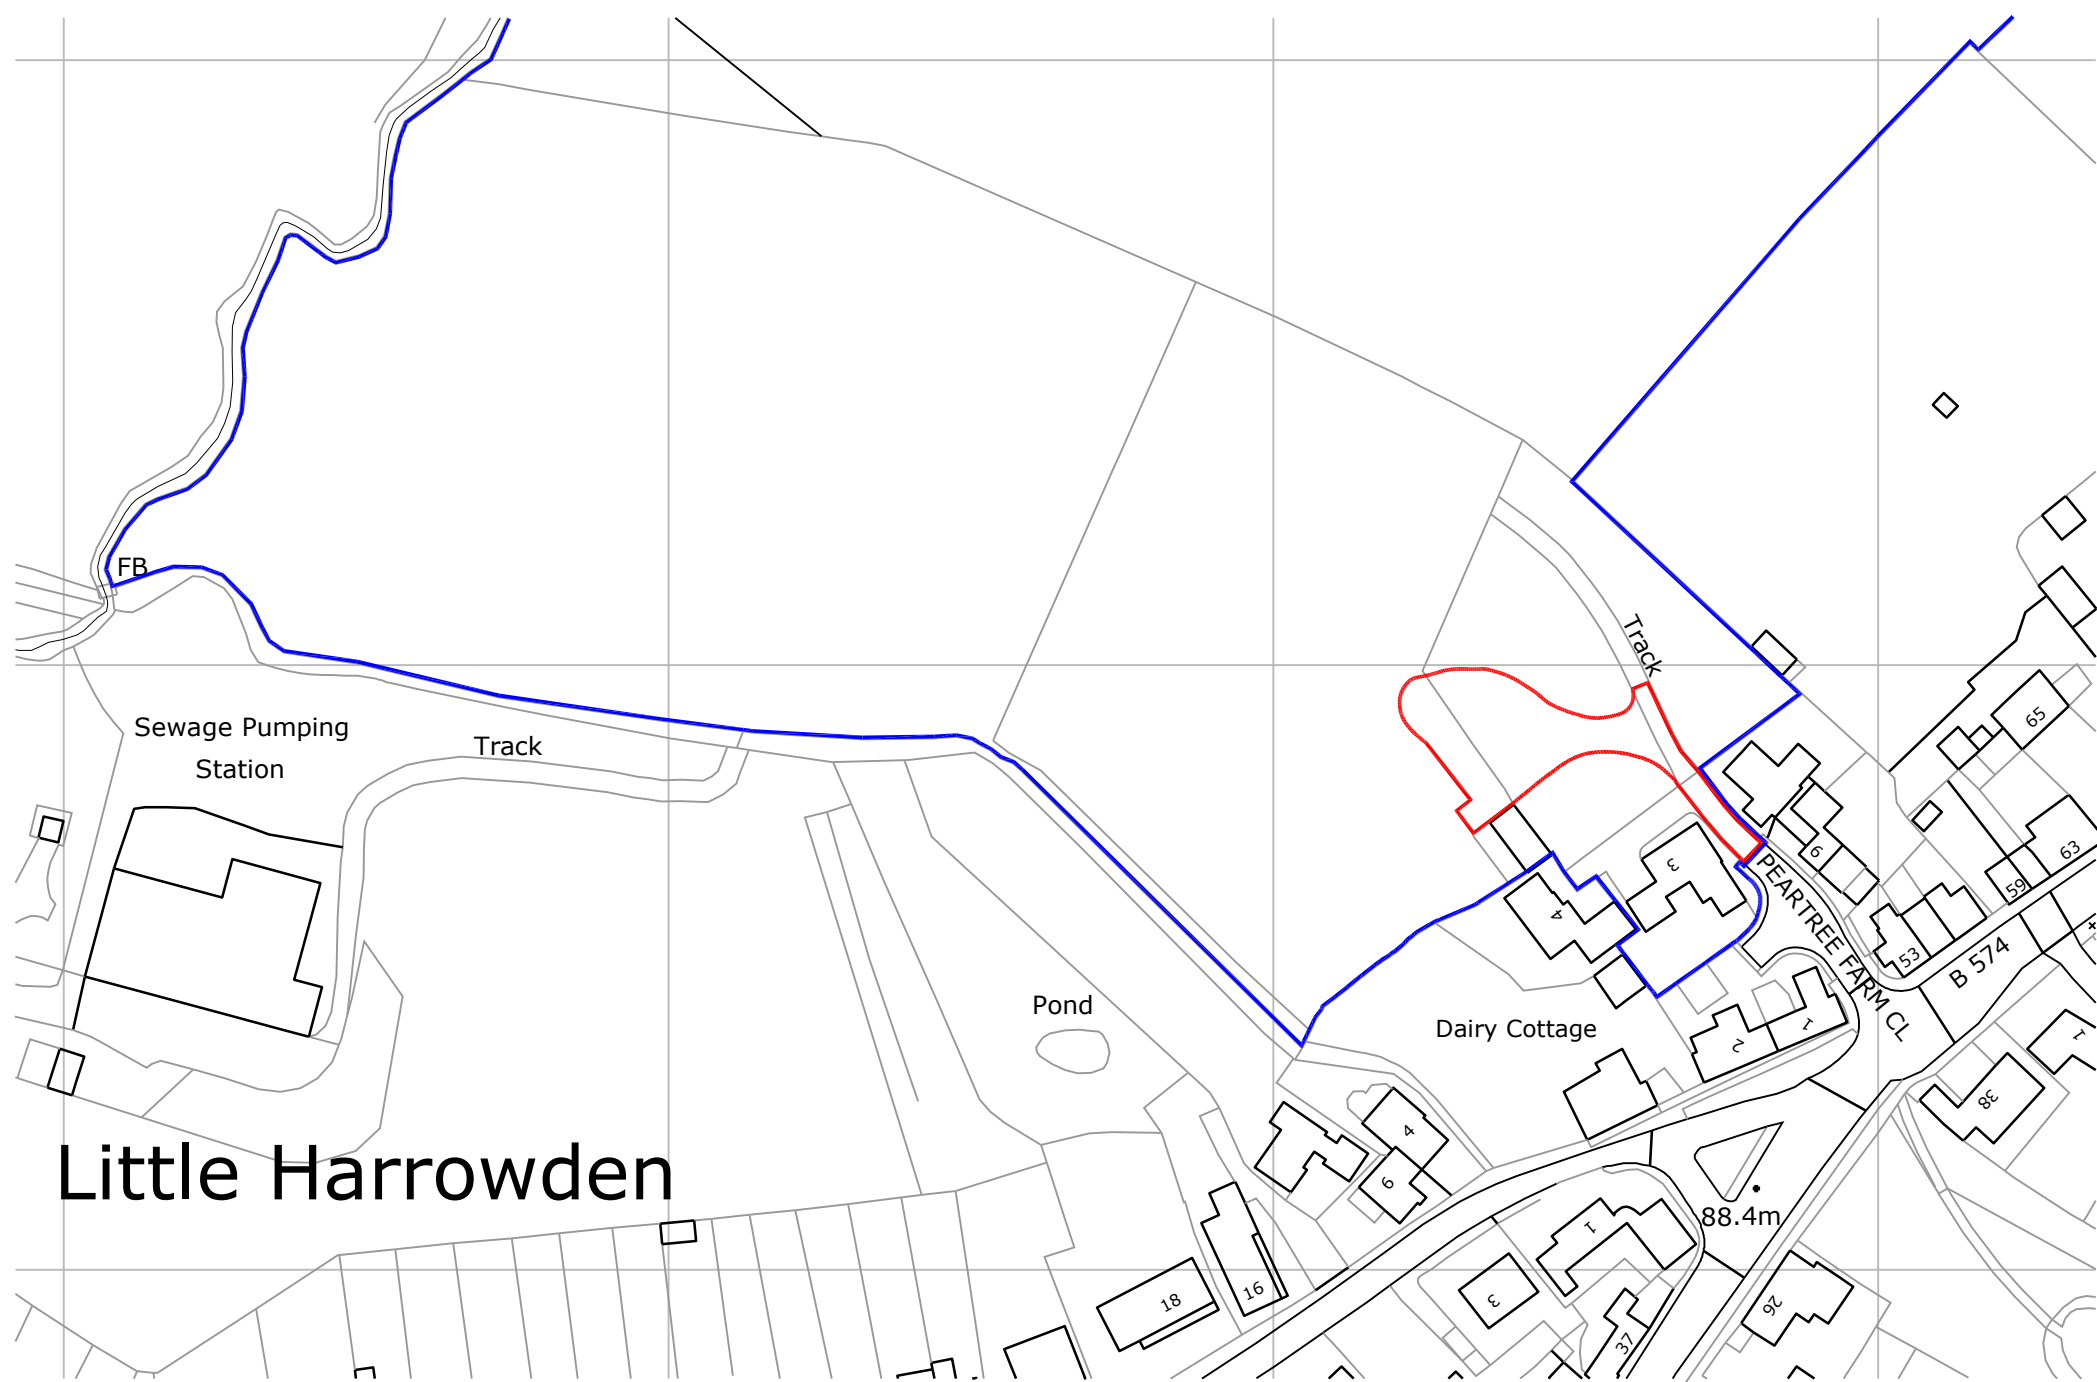 FB
Track
65
Sewage Pumping
Station
Track
63
6
3
59
PEARTREE FARM CL
4
53
B 574
Pond
Dairy Cottage
1
2
1
38
4
6
Little Harrowden
88.4m
1
16
18
3
26
37